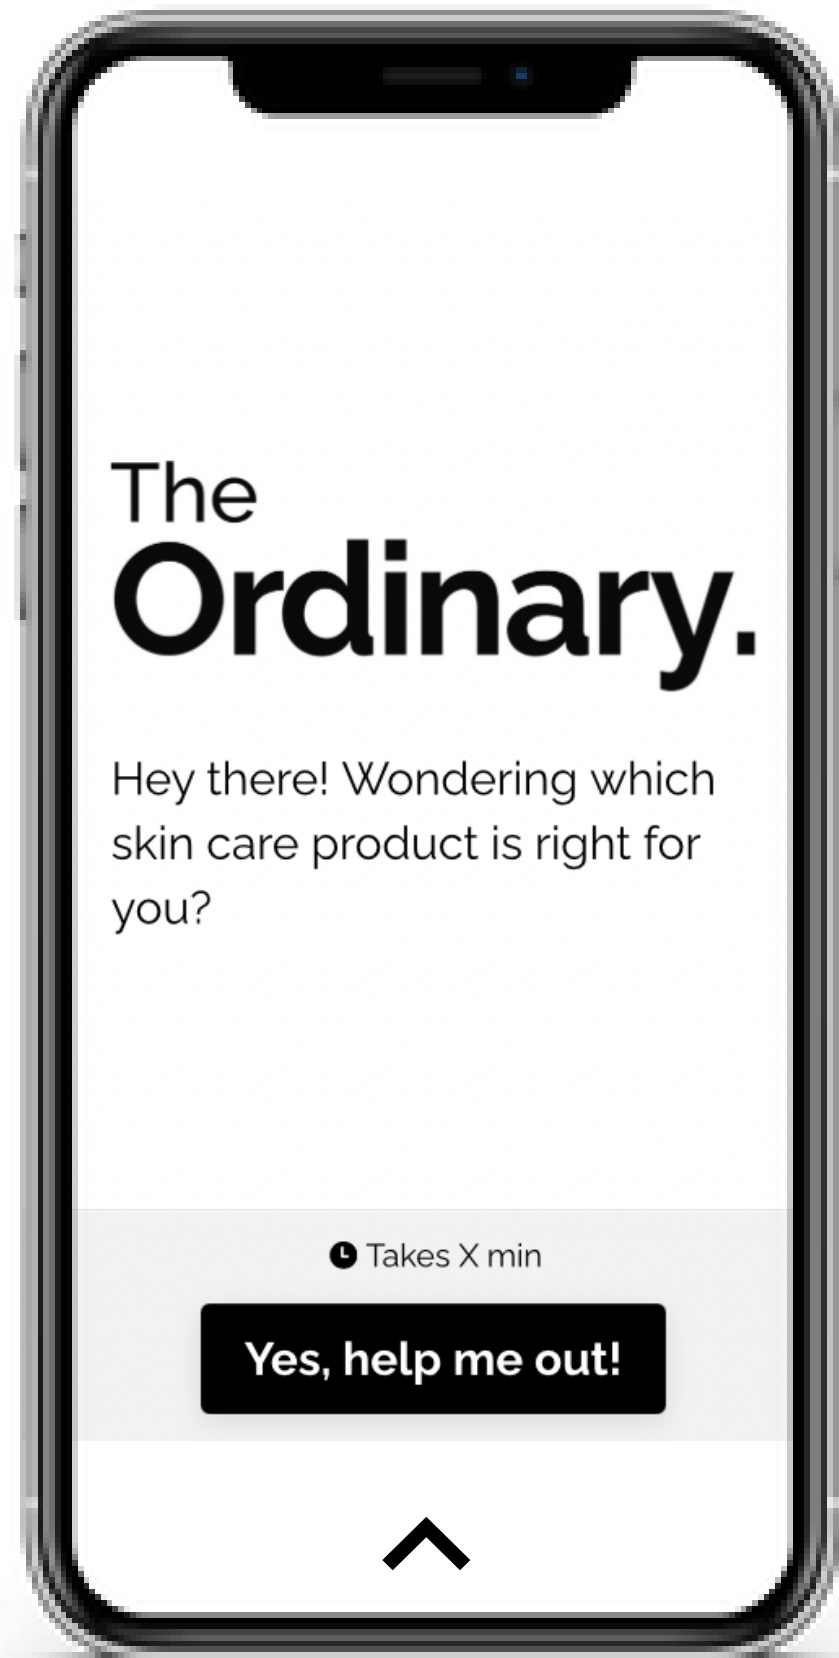 The
Ordinary.
Hey there! Wondering which
skin care product is right for
you?
Takes X min
Yes, help me out!